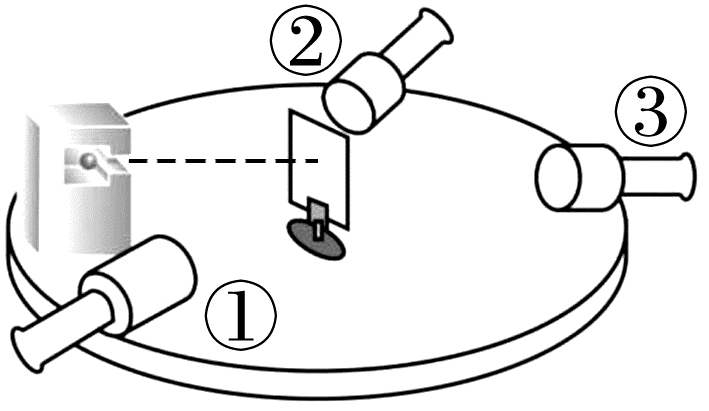 ②
③
①